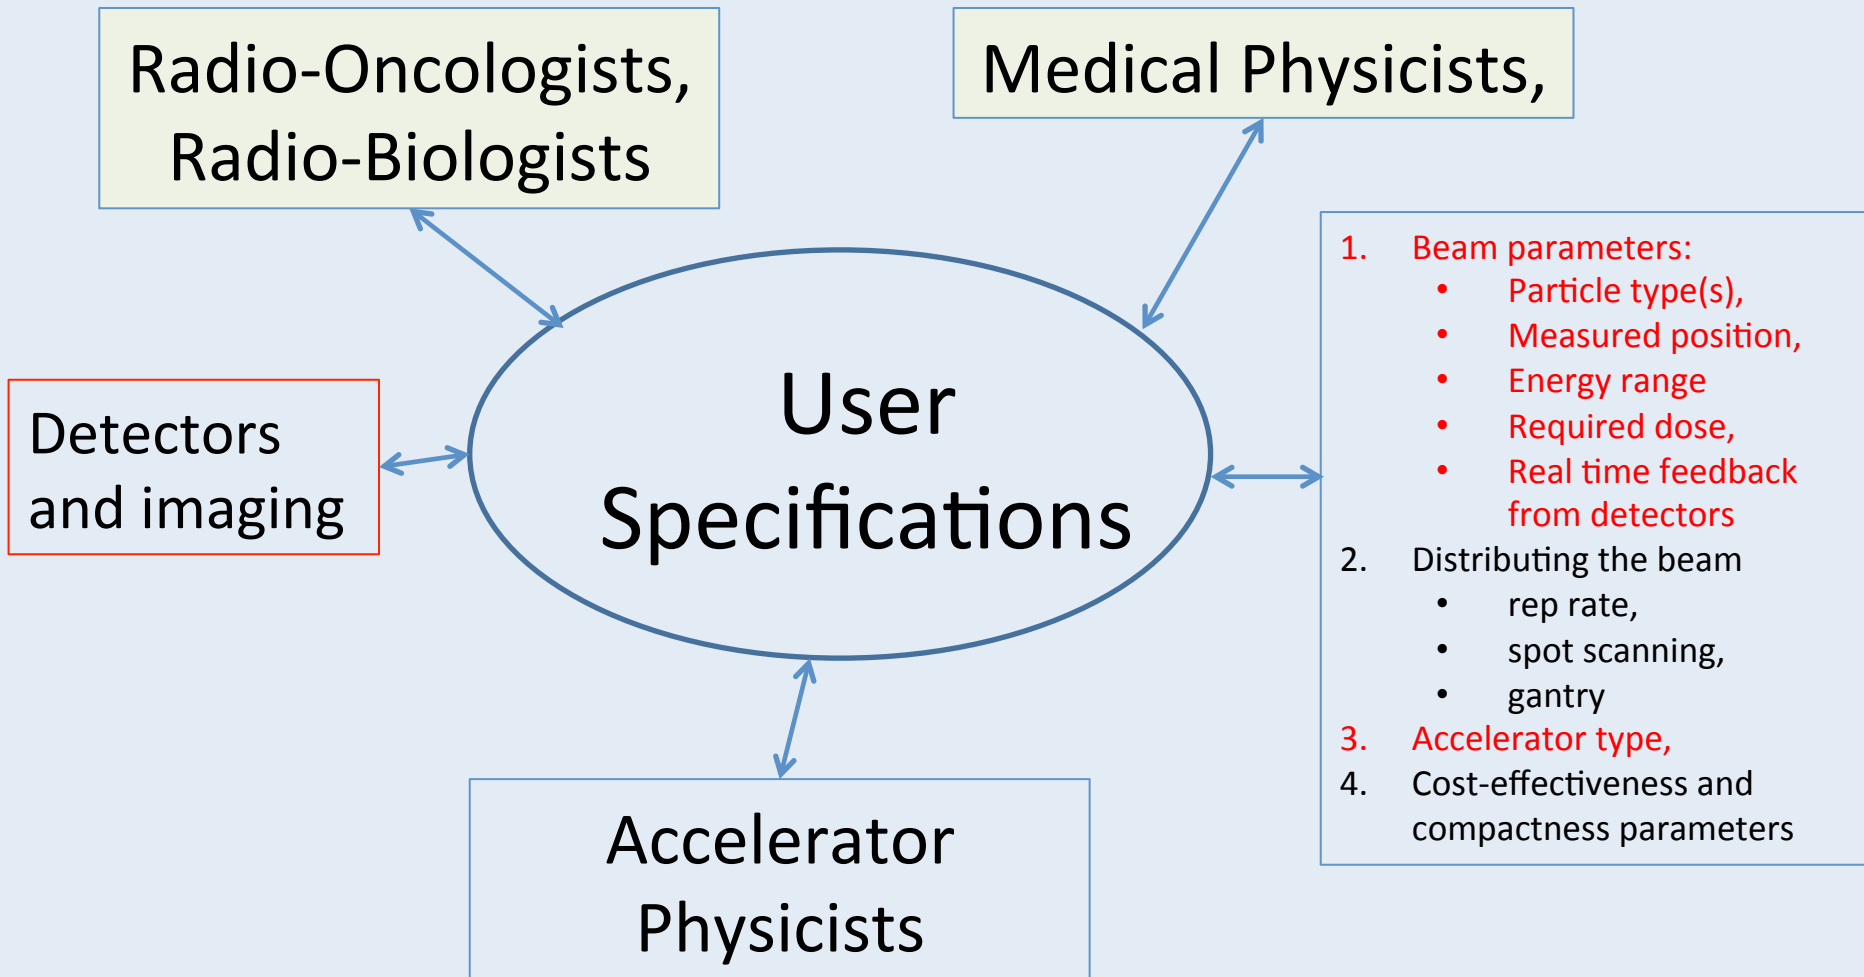 Radio-Oncologists,
Radio-Biologists
Medical Physicists,
Detectors
and imaging
User
Specifications
Accelerator
Physicists
1. Beam parameters:
• Particle type(s),
• Measured position,
• Energy range
• Required dose,
• Real time feedback
from detectors
2. Distributing the beam
• rep rate,
• spot scanning,
• gantry
3. Accelerator type,
4. Cost-effectiveness and
compactness parameters